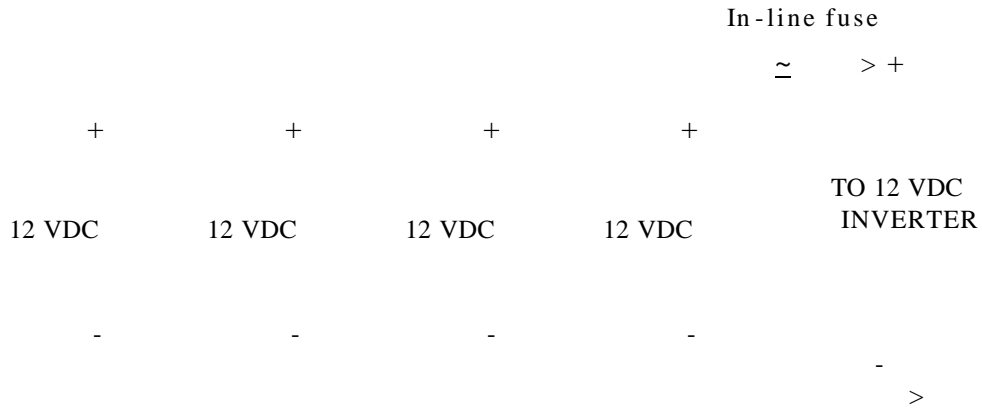 In-line fuse
~ > +
+ + + +
TO 12 VDC
INVERTER
12 VDC 12 VDC 12 VDC 12 VDC
- - - -
-
>